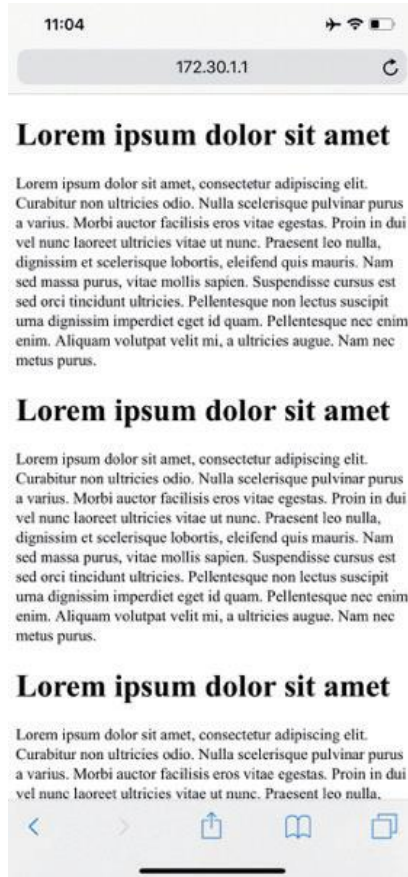 11:04
172.30.1.1
Lorem ipsum dolor sit amet
Lorem ipsum dolor sit amet, consectetur adipiscing elit.
Curabitur non ultricies odio. Nulla scelerisque pulvinar purus
a varius. Morbi auctor facilisis eros vitae egestas. Proin in dui
vel nunc laoreet ultricies vitae ut nunc. Praesent leo nulla,
dignissim et scelerisque lobortis, eleifend quis mauris. Nam
sed massa purus, vitae mollis sapien. Suspendisse cursus est
sed orci tincidunt ultricies. Pellentesque non lectus suscipit
urna dignissim imperdiet eget id quam. Pellentesque nec enim
enim. Aliquam volutpat velit mi, a ultricies augue. Nam nec
metus purus.
Lorem ipsum dolor sit amet
Lorem ipsum dolor sit amet, consectetur adipiscing elit.
Curabitur non ultricies odio. Nulla scelerisque pulvinar purus
a varius. Morbi auctor facilisis eros vitae egestas. Proin in dui
vel nunc laoreet ultricies vitae ut nunc. Praesent leo nulla,
dignissim et scelerisque lobortis, eleifend quis mauris. Nam
sed massa purus, vitae mollis sapien. Suspendisse cursus est
sed orci tincidunt ultricies. Pellentesque non lectus suscipit
urna dignissim imperdiet eget id quam. Pellentesque nec enim
enim. Aliquam volutpat velit mi, a ultricies augue. Nam nec
metus purus.
Lorem ipsum dolor sit amet
Lorem ipsum dolor sit amet, consectetur adipiscing elit.
Curabitur non ultricies odio. Nulla scelerisque pulvinar purus
a varius. Morbi auctor facilisis eros vitae egestas. Proin in dui
vel nunc laoreet ultricies vitae ut nunc. Praesent leo nulla,